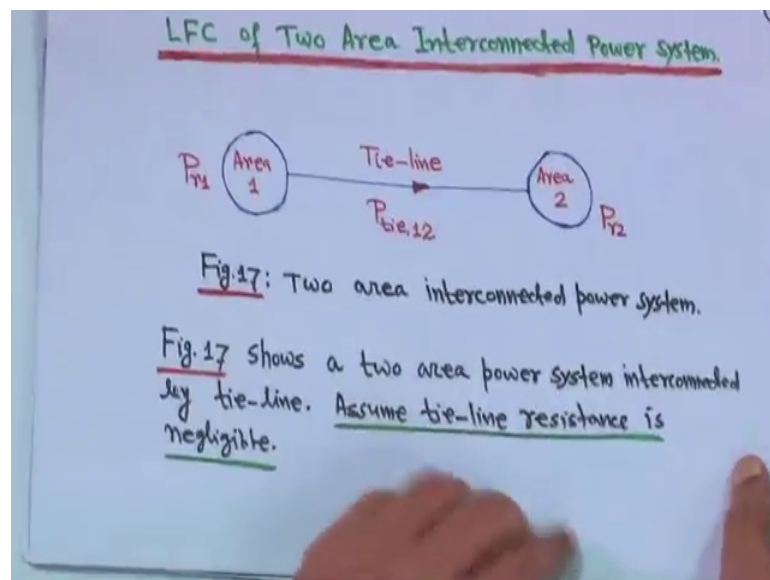 LFC of Two Area Interconnected Power System.
Tie-line
Area
1
Area
2
Pr1
Ptie,12
Pr2
Fig.17: Two area interconnected power system.
Fig. 17 shows a two area power system interconnected
by tie-line. Assume tie-line resistance is
negligible.